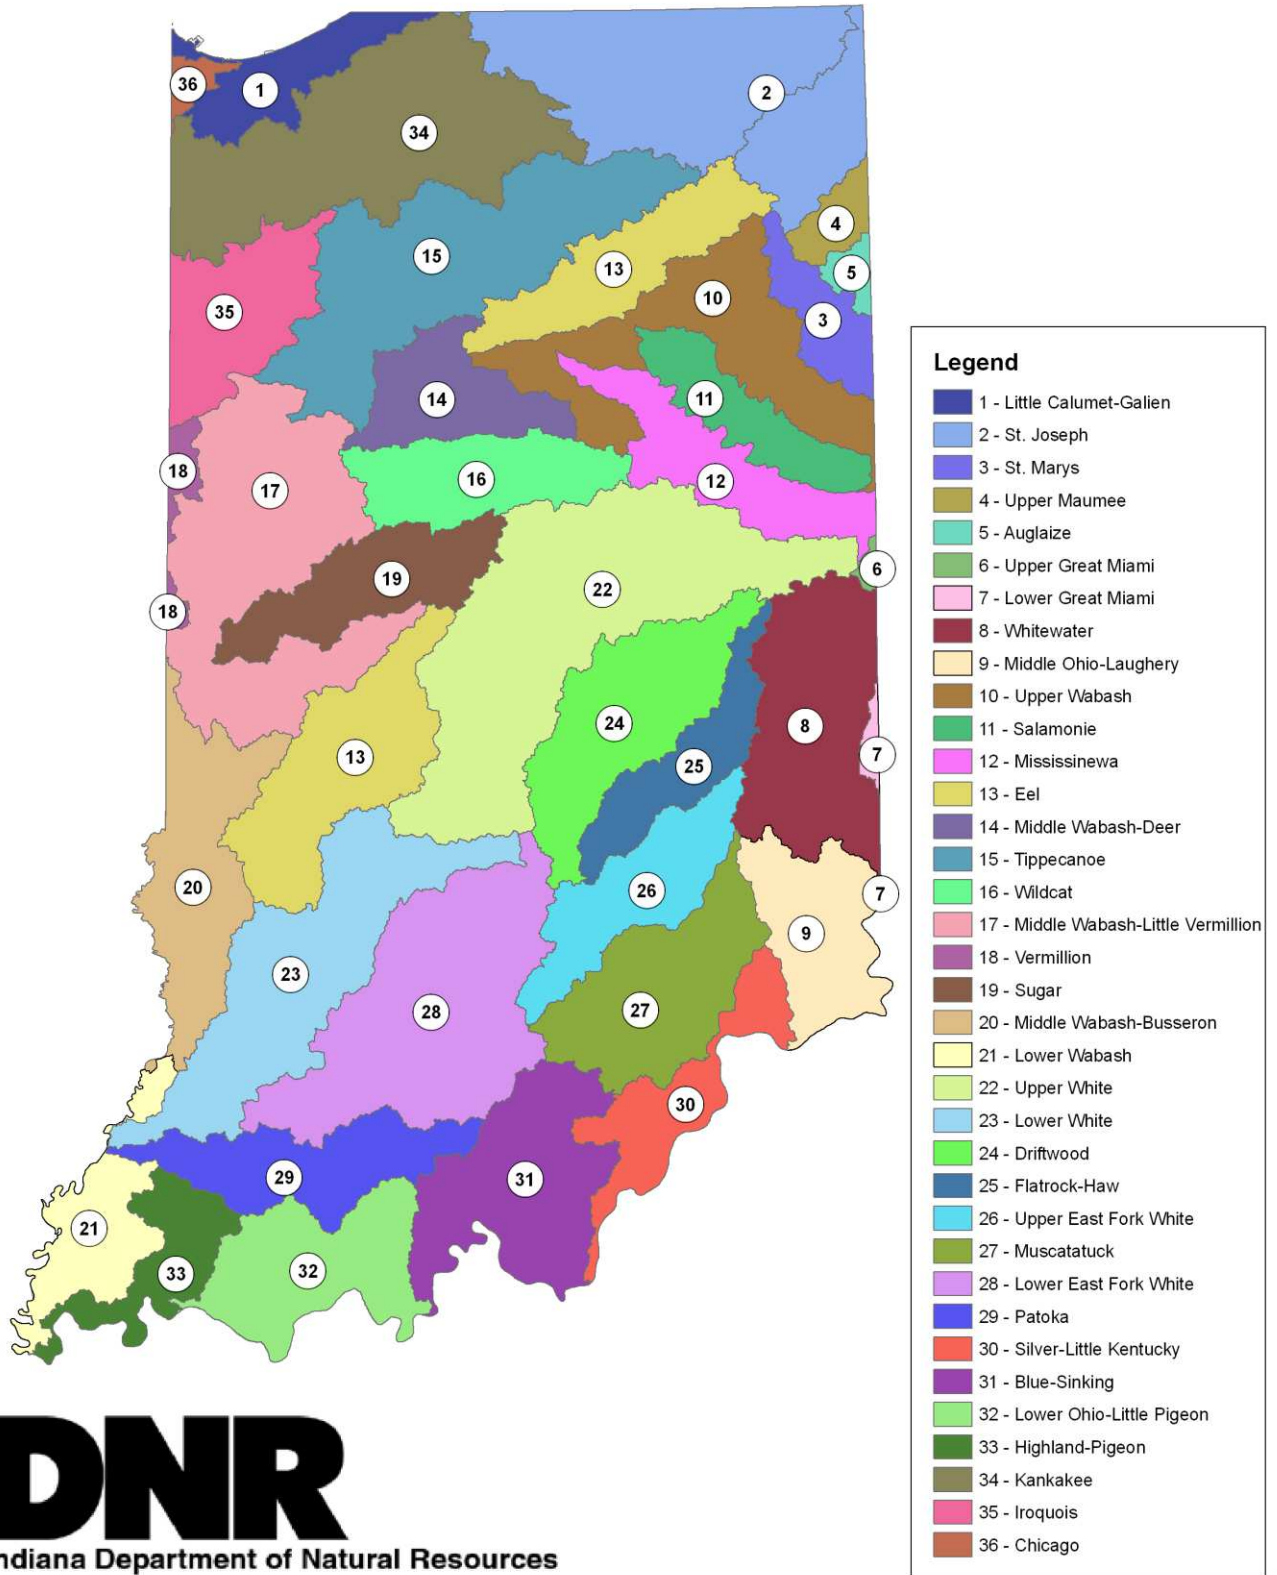 36
1
34
2
4
15
13
5
10
35
3
14
11
18
17
16
12
19
6
22
18
24
8
13
25
7
20
26
7
9
23
28
27
30
29
31
21
33
32
Legend
1 - Little Calumet-Galien
2 - St. Joseph
3 - St. Marys
4 - Upper Maumee
5 - Auglaize
6 - Upper Great Miami
7 - Lower Great Miami
8 - Whitewater
9 - Middle Ohio-Laughery
10 - Upper Wabash
11 - Salamonie
12 - Mississinewa
13 - Eel
14 - Middle Wabash-Deer
15 - Tippecanoe
16 - Wildcat
17 - Middle Wabash-Little Vermillion
18 - Vermillion
19 - Sugar
20 - Middle Wabash-Busseron
21 - Lower Wabash
22 - Upper White
23 - Lower White
24 - Driftwood
25 - Flatrock-Haw
26 - Upper East Fork White
27 - Muscatatuck
28 - Lower East Fork White
29 - Patoka
30 - Silver-Little Kentucky
31 - Blue-Sinking
32 - Lower Ohio-Little Pigeon
33 - Highland-Pigeon
34 - Kankakee
35 - Iroquois
36 - Chicago
DNR
ndiana Department of Natural Resources